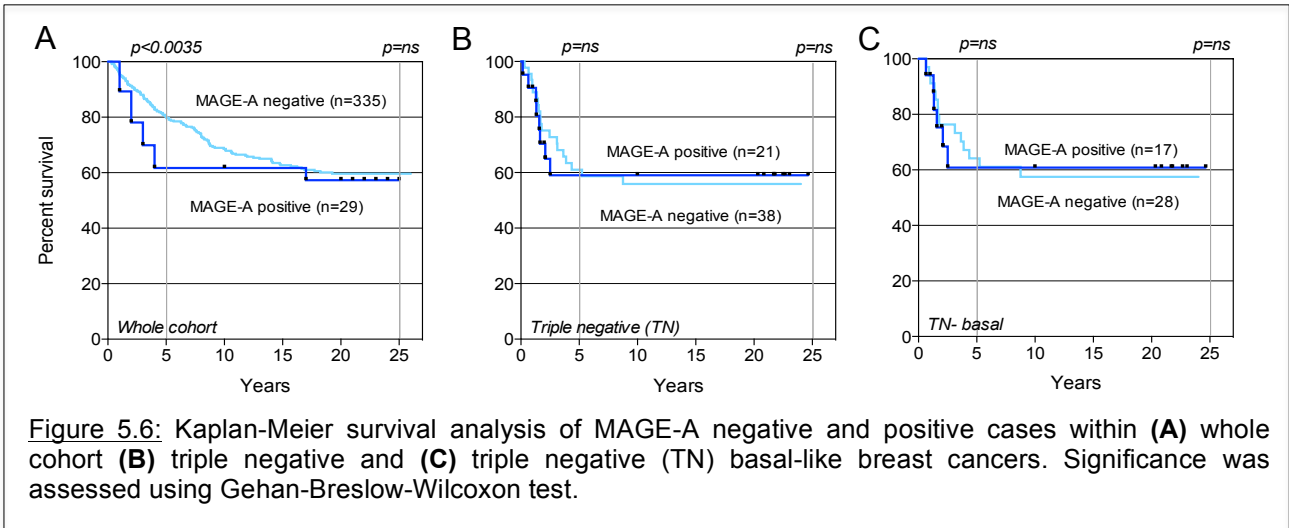 A
p<0.0035
p=ns
MAGE-A negative (n=335)
MAGE-A positive (n=29)
Whole cohort
Percent survival
100
80
60
40
20
0
0 5 10 15 20 25
Years
B
p=ns
p=ns
MAGE-A positive (n=21)
MAGE-A negative (n=38)
Triple negative (TN)
100
80
60
40
20
0
0 5 10 15 20 25
Years
C
p=ns
p=ns
MAGE-A positive (n=17)
MAGE-A negative (n=28)
TN- basal
100
80
60
40
20
0
0 5 10 15 20 25
Years
Figure 5.6: Kaplan-Meier survival analysis of MAGE-A negative and positive cases within (A) whole
cohort (B) triple negative and (C) triple negative (TN) basal-like breast cancers. Significance was
assessed using Gehan-Breslow-Wilcoxon test.